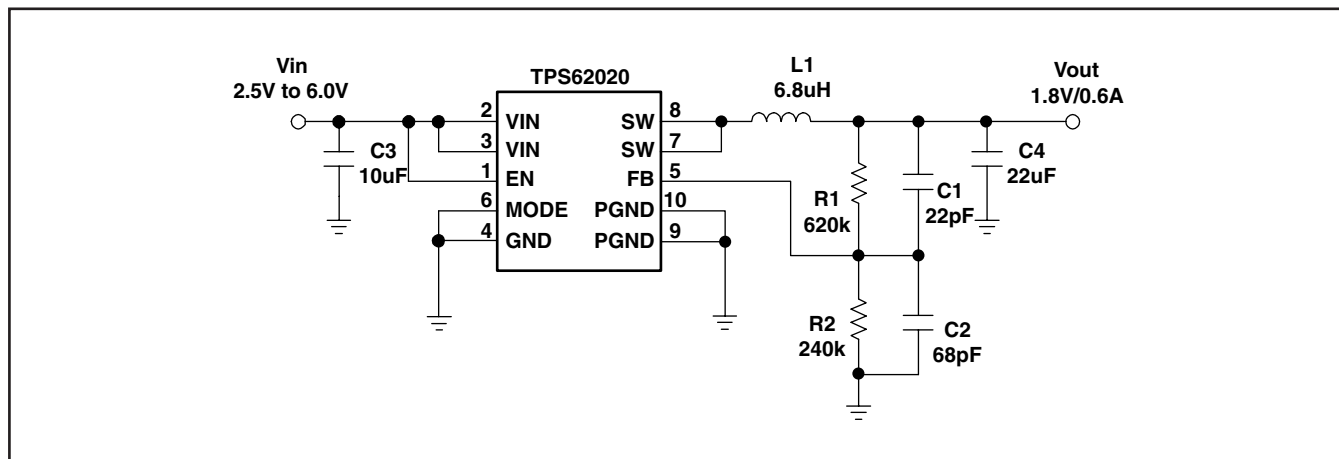 TPS62020
Vin
2.5V to 6.0V
L1
6.8uH
Vout
1.8V/0.6A
2 VIN SW 8
3 VIN SW 7
1 EN FB 5
6 MODE PGND 10
4 GND PGND 9
C3
10uF
R1
620k
C1
22pF
C4
22uF
R2
240k
C2
68pF